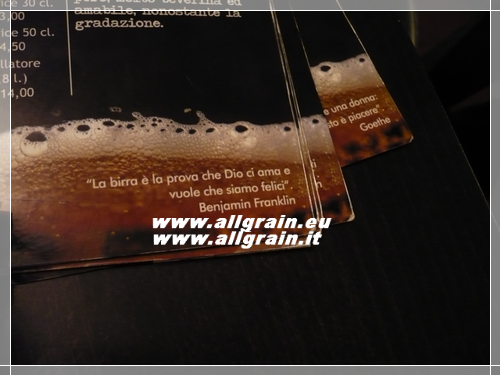 ice 30 cl.
3,00
ice 50 cl.
4,50
llatore
8 l.)
14,00
amabile, nonostante la
gradazione.
e una donna:
to è piacere".
Goethe
"La birra è la prova che Dio ci ama e
vuole che siamo felici".
Benjamin Franklin
www.allgrain.eu
www.allgrain.it